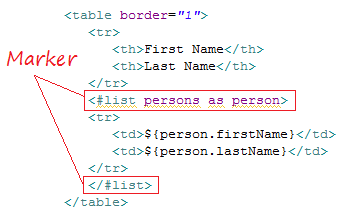 <table border="1">
<tr>
<th>First Name</th>
<th>Last Name</th>
</tr>
Marker
<#list persons as person>
<tr>
<td>${person.firstName}</td>
<td>${person.lastName}</td>
</tr>
</#list>
</table>